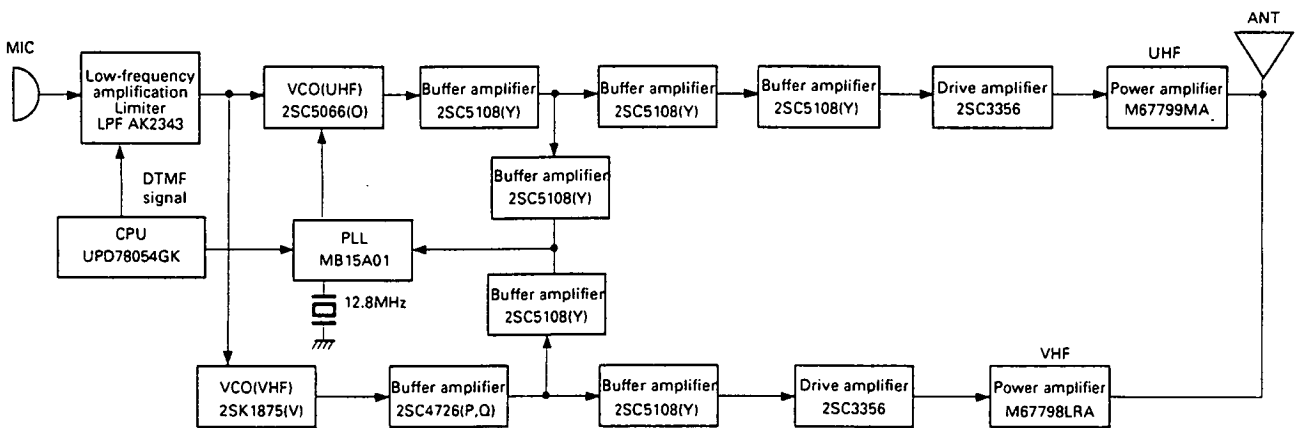 ANT
MIC
UHF
Low-frequency
amplification
Limiter
LPF AK2343
VCO(UHF)
2SC5066(O)
Buffer amplifier
2SC5108(Y)
Buffer amplifier
2SC5108(Y)
Buffer amplifier
2SC5108(Y)
Drive amplifier
2SC3356
Power amplifier
M67799MA
DTMF
signal
Buffer amplifier
2SC5108(Y)
CPU
UPD78054GK
PLL
MB15A01
12.8MHz
Buffer amplifier
2SC5108(Y)
VHF
VCO(VHF)
2SK1875(V)
Buffer amplifier
2SC4726(P,Q)
Buffer amplifier
2SC5108(Y)
Drive amplifier
2SC3356
Power amplifier
M67798LRA